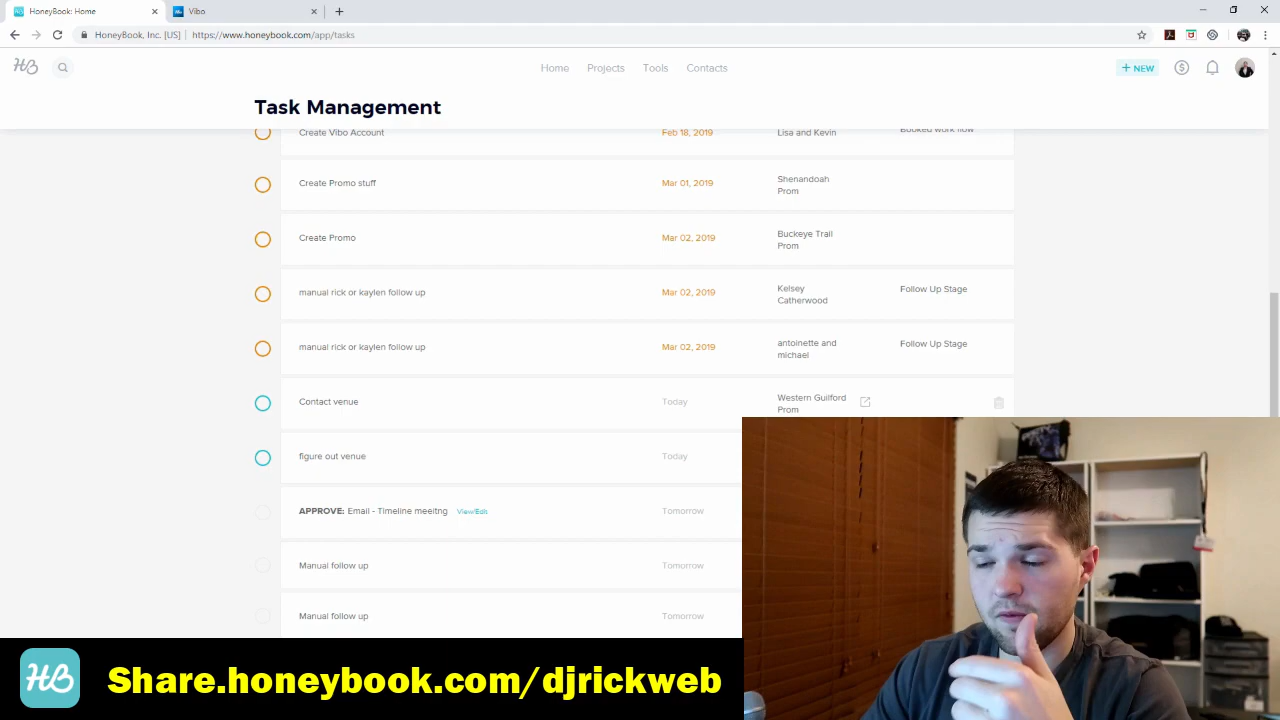 HoneyBook Home
Vibo
HoneyBook, Inc. [US] | https://www.honeybook.com/app/tasks
HB
Home
Projects
Tools
Contacts
+ NEW
Task Management
Create Vibo Account
Feb 18, 2019
Lisa and Kevin
Booked work flow
Create Promo stuff
Mar 01, 2019
Shenandoah
Prom
Create Promo
Mar 02, 2019
Buckeye Trail
Prom
manual rick or kaylen follow up
Mar 02, 2019
Kelsey
Catherwood
Follow Up Stage
manual rick or kaylen follow up
Mar 02, 2019
antoinette and
michael
Follow Up Stage
Contact venue
Today
Western Guilford
Prom
figure out venue
Today
APPROVE: Email - Timeline meeitng View/Edit
Tomorrow
Manual follow up
Tomorrow
Manual follow up
Tomorrow
HB
Share.honeybook.com/djrickweb